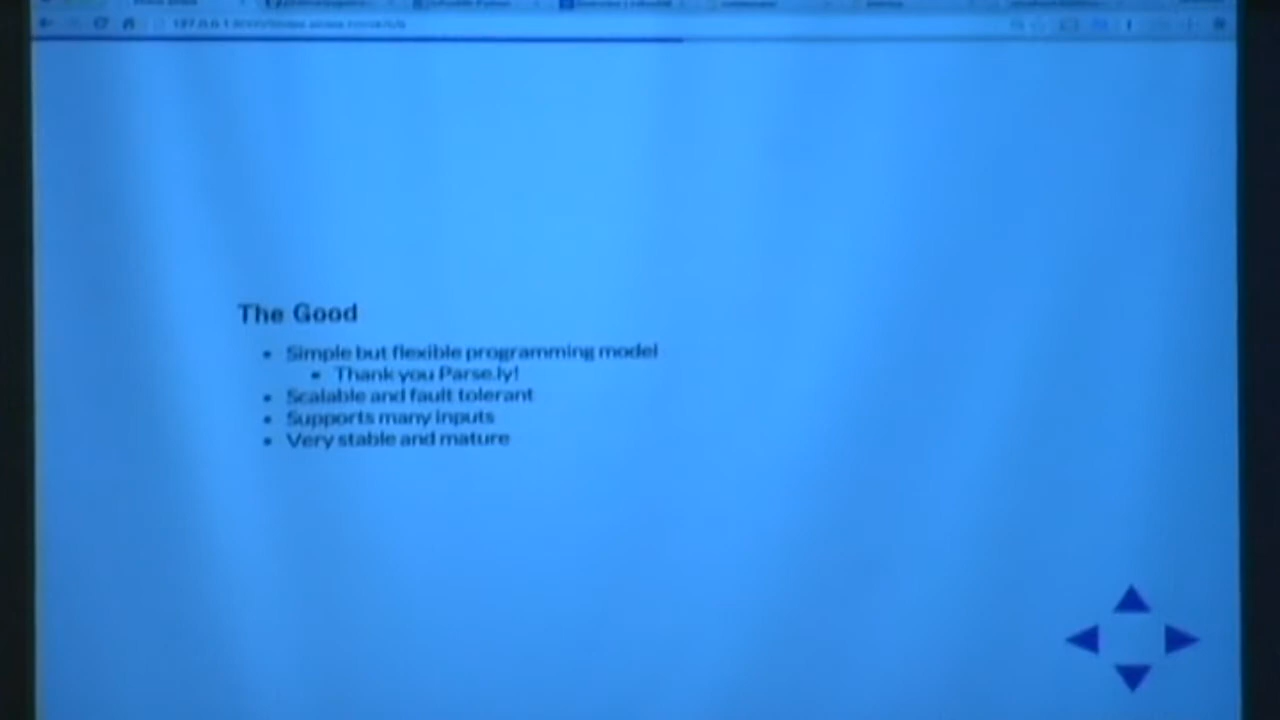 The Good
Simple but flexible programming model
Thank you Parse.ly!
Scalable and fault tolerant
Supports many inputs
Very stable and mature